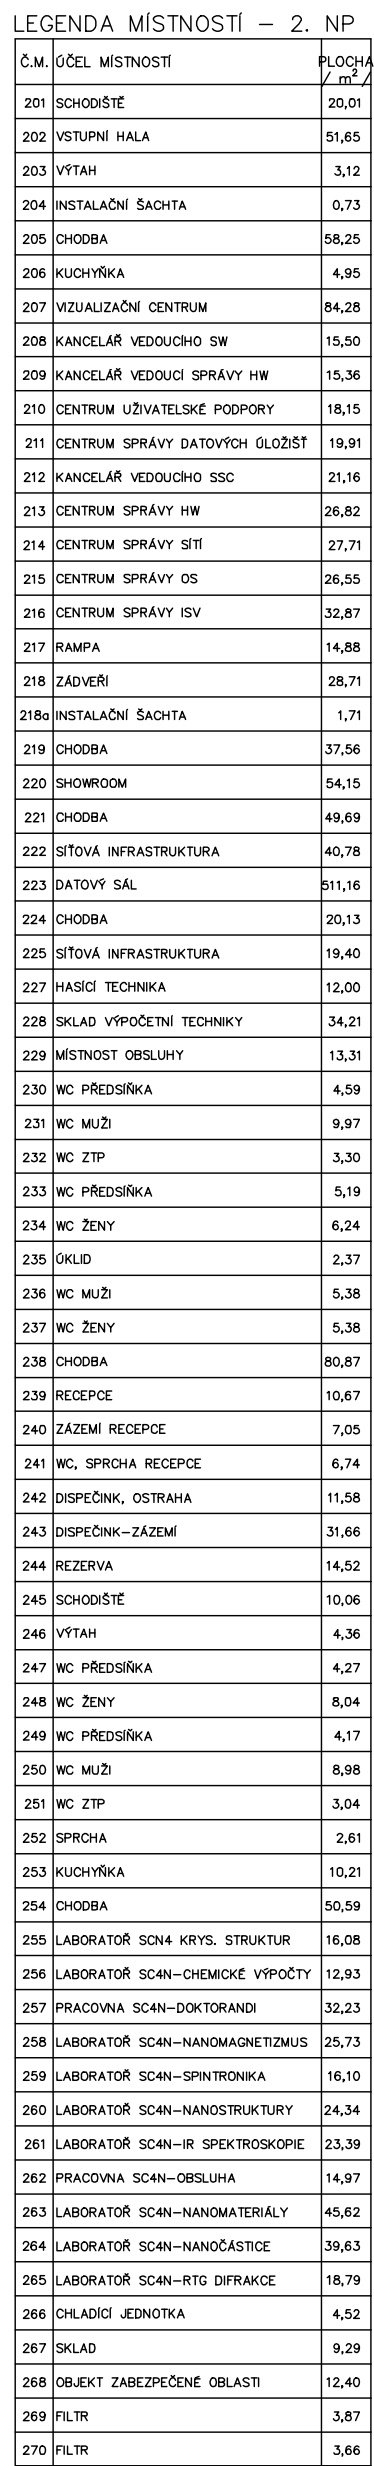 LEGENDA MÍSTNOSTÍ – 2. NP
Č.M. ÚČEL MÍSTNOSTÍ PLOCHA / m² /
201 SCHODIŠTĚ 20,01
202 VSTUPNÍ HALA 51,65
203 VÝTAH 3,12
204 INSTALAČNÍ ŠACHTA 0,73
205 CHODBA 58,25
206 KUCHYŇKA 4,95
207 VIZUALIZAČNÍ CENTRUM 84,28
208 KANCELÁŘ VEDOUCÍHO SW 15,50
209 KANCELÁŘ VEDOUCÍ SPRÁVY HW 15,36
210 CENTRUM UŽIVATELSKÉ PODPORY 18,15
211 CENTRUM SPRÁVY DATOVÝCH ÚLOŽIŠŤ 19,91
212 KANCELÁŘ VEDOUCÍHO SSC 21,16
213 CENTRUM SPRÁVY HW 26,82
214 CENTRUM SPRÁVY SÍTÍ 27,71
215 CENTRUM SPRÁVY OS 26,55
216 CENTRUM SPRÁVY ISV 32,87
217 RAMPA 14,88
218 ZÁDVEŘÍ 28,71
218a INSTALAČNÍ ŠACHTA 1,71
219 CHODBA 37,56
220 SHOWROOM 54,15
221 CHODBA 49,69
222 SÍŤOVÁ INFRASTRUKTURA 40,78
223 DATOVÝ SÁL 511,16
224 CHODBA 20,13
225 SÍŤOVÁ INFRASTRUKTURA 19,40
227 HASÍCÍ TECHNIKA 12,00
228 SKLAD VÝPOČETNÍ TECHNIKY 34,21
229 MÍSTNOST OBSLUHY 13,31
230 WC PŘEDSÍŇKA 4,59
231 WC MUŽI 9,97
232 WC ZTP 3,30
233 WC PŘEDSÍŇKA 5,19
234 WC ŽENY 6,24
235 ÚKLID 2,37
236 WC MUŽI 5,38
237 WC ŽENY 5,38
238 CHODBA 80,87
239 RECEPCE 10,67
240 ZÁZEMÍ RECEPCE 7,05
241 WC, SPRCHA RECEPCE 6,74
242 DISPEČINK, OSTRAHA 11,58
243 DISPEČINK–ZÁZEMÍ 31,66
244 REZERVA 14,52
245 SCHODIŠTĚ 10,06
246 VÝTAH 4,36
247 WC PŘEDSÍŇKA 4,27
248 WC ŽENY 8,04
249 WC PŘEDSÍŇKA 4,17
250 WC MUŽI 8,98
251 WC ZTP 3,04
252 SPRCHA 2,61
253 KUCHYŇKA 10,21
254 CHODBA 50,59
255 LABORATOŘ SCN4 KRYS. STRUKTUR 16,08
256 LABORATOŘ SC4N–CHEMICKÉ VÝPOČTY 12,93
257 PRACOVNA SC4N–DOKTORANDI 32,23
258 LABORATOŘ SC4N–NANOMAGNETIZMUS 25,73
259 LABORATOŘ SC4N–SPINTRONIKA 16,10
260 LABORATOŘ SC4N–NANOSTRUKTURY 24,34
261 LABORATOŘ SC4N–IR SPEKTROSKOPIE 23,39
262 PRACOVNA SC4N–OBSLUHA 14,97
263 LABORATOŘ SC4N–NANOMATERIÁLY 45,62
264 LABORATOŘ SC4N–NANOČÁSTICE 39,63
265 LABORATOŘ SC4N–RTG DIFRAKCE 18,79
266 CHLADÍCÍ JEDNOTKA 4,52
267 SKLAD 9,29
268 OBJEKT ZABEZPEČENÉ OBLASTI 12,40
269 FILTR 3,87
270 FILTR 3,66